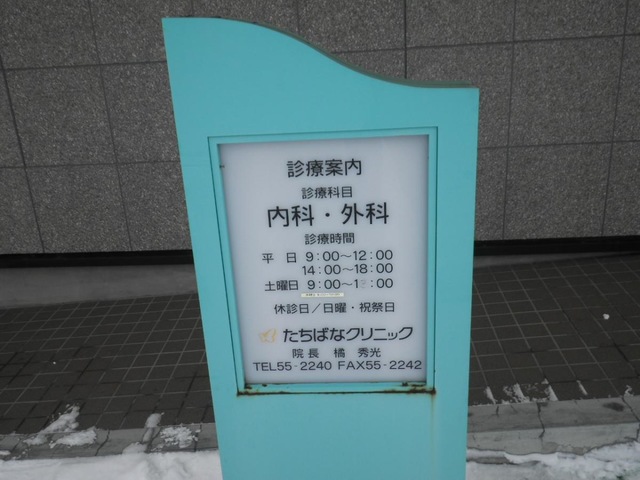 診療案内
診療科目
内科・外科
診療時間
平 日 9:00～12:00
14:00～18:00
土曜日 9:00～
休診日／日曜・祝祭日
たちばなクリニック
院長 橘 秀光
TEL55-2240 FAX55-2242